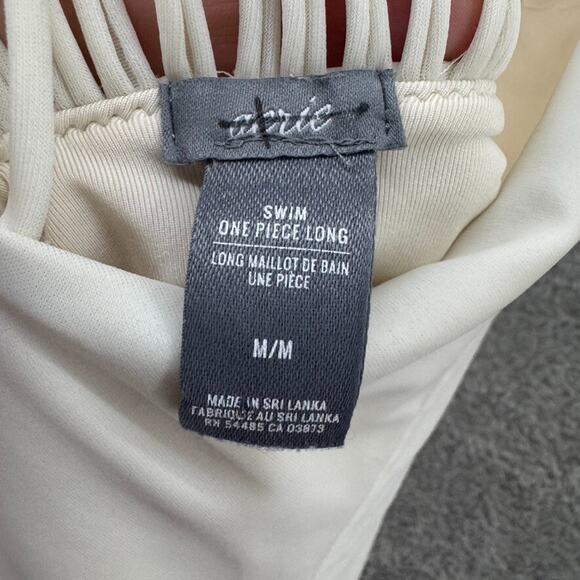 aerie
SWIM
ONE PIECE LONG
LONG MAILLOT DE BAIN
UNE PIÈCE
M/M
MADE IN SRI LANKA
FABRIQUÉ AU SRI LANKA
RN 54485 CA 03873